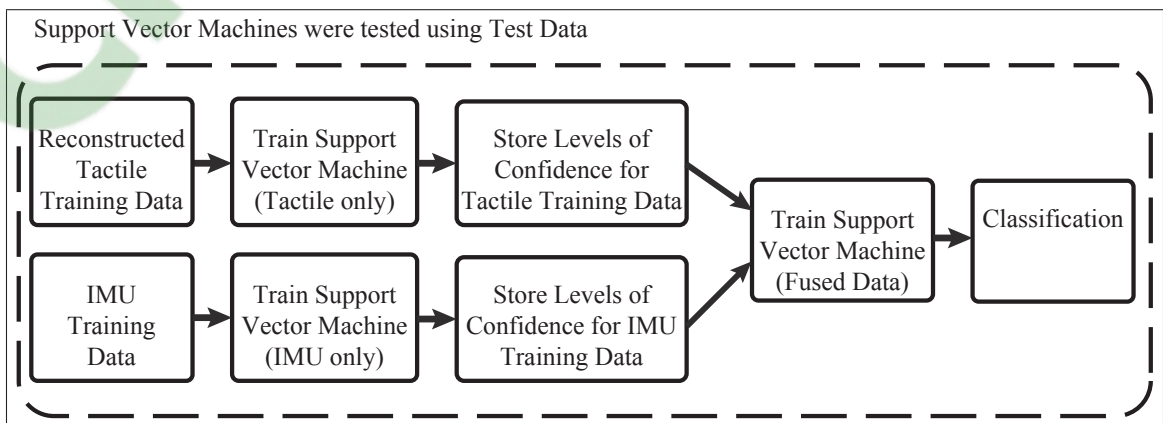 Support Vector Machines were tested using Test Data
Reconstructed
Tactile
Training Data
Train Support
Vector Machine
(Tactile only)
Store Levels of
Confidence for
Tactile Training Data
IMU
Training
Data
Train Support
Vector Machine
(IMU only)
Store Levels of
Confidence for IMU
Training Data
Train Support
Vector Machine
(Fused Data)
Classification